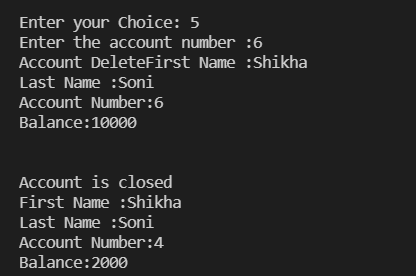 Enter your Choice: 5
Enter the account number :6
Account DeleteFirst Name :Shikha
Last Name :Soni
Account Number:6
Balance:10000
Account is closed
First Name :Shikha
Last Name :Soni
Account Number:4
Balance:2000